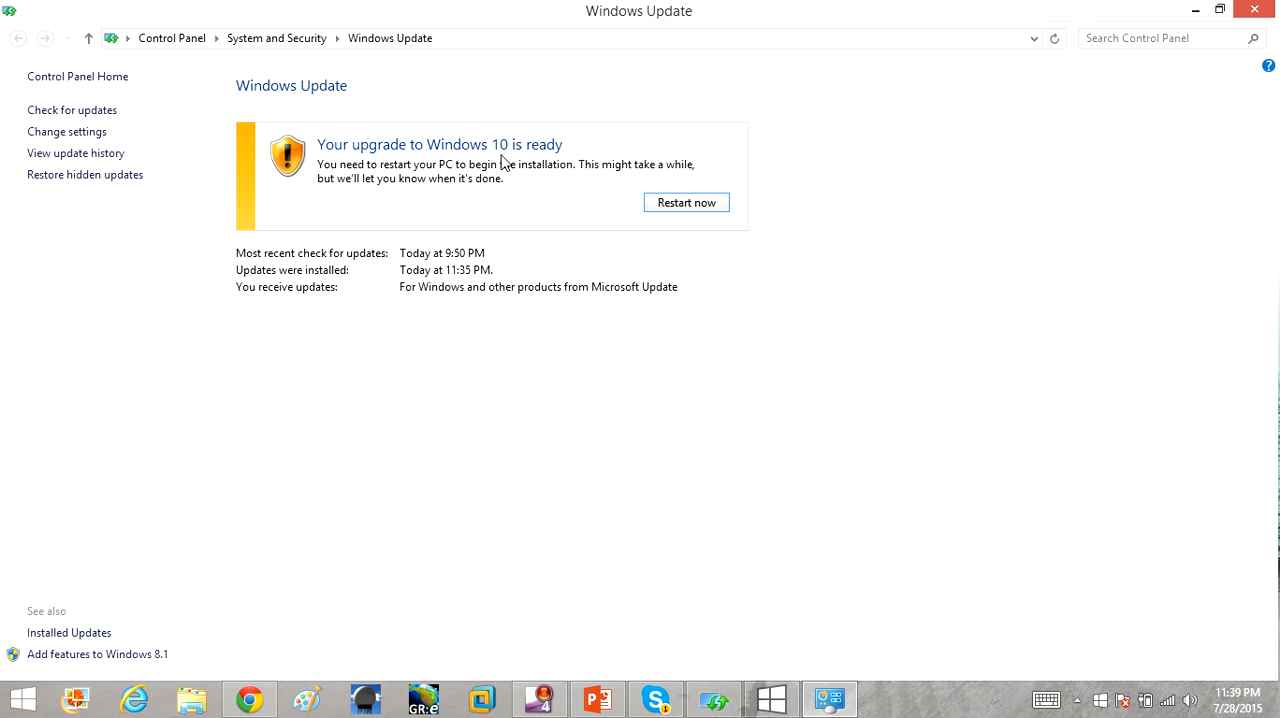 Windows Update
Control Panel
System and Security
Windows Update
Search Control Panel
Control Panel Home
Check for updates
Change settings
View update history
Restore hidden updates
Windows Update
Your upgrade to Windows 10 is ready
You need to restart your PC to begin the installation. This might take a while,
but we'll let you know when it's done.
Restart now
Most recent check for updates: Today at 9:50 PM
Updates were installed: Today at 11:35 PM.
You receive updates: For Windows and other products from Microsoft Update
See also
Installed Updates
Add features to Windows 8.1
GR:e
4
1
11:39 PM
7/28/2015